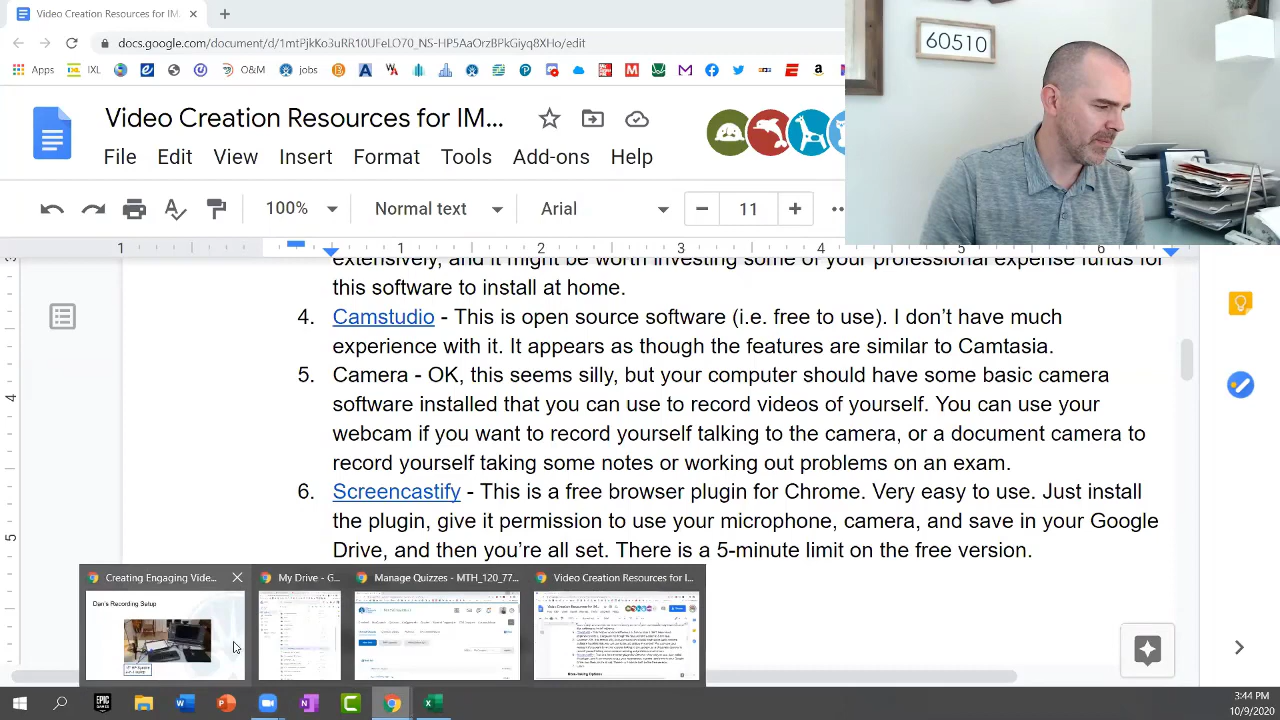 Video Creation Resources for IM
docs.google.com/document/d/1mtPjkKo3uRR10UFeLO70_NS-HP5AaOrzBPkGiyq8XHo/edit
Apps IXL O&M jobs
60510
Video Creation Resources for IM...
File Edit View Insert Format Tools Add-ons Help
100% Normal text Arial 11
1 1 2 3 4 5 6
extensively, and it might be worth investing some of your professional expense funds for
this software to install at home.
4. Camstudio - This is open source software (i.e. free to use). I don’t have much
experience with it. It appears as though the features are similar to Camtasia.
5. Camera - OK, this seems silly, but your computer should have some basic camera
software installed that you can use to record videos of yourself. You can use your
webcam if you want to record yourself talking to the camera, or a document camera to
record yourself taking some notes or working out problems on an exam.
6. Screencastify - This is a free browser plugin for Chrome. Very easy to use. Just install
the plugin, give it permission to use your microphone, camera, and save in your Google
Drive, and then you’re all set. There is a 5-minute limit on the free version.
4
5
Creating Engaging Vide... My Drive - G... Manage Quizzes - MTH_120_77... Video Creation Resources for I...
Dan's Recording Setup
3:44 PM
10/9/2020